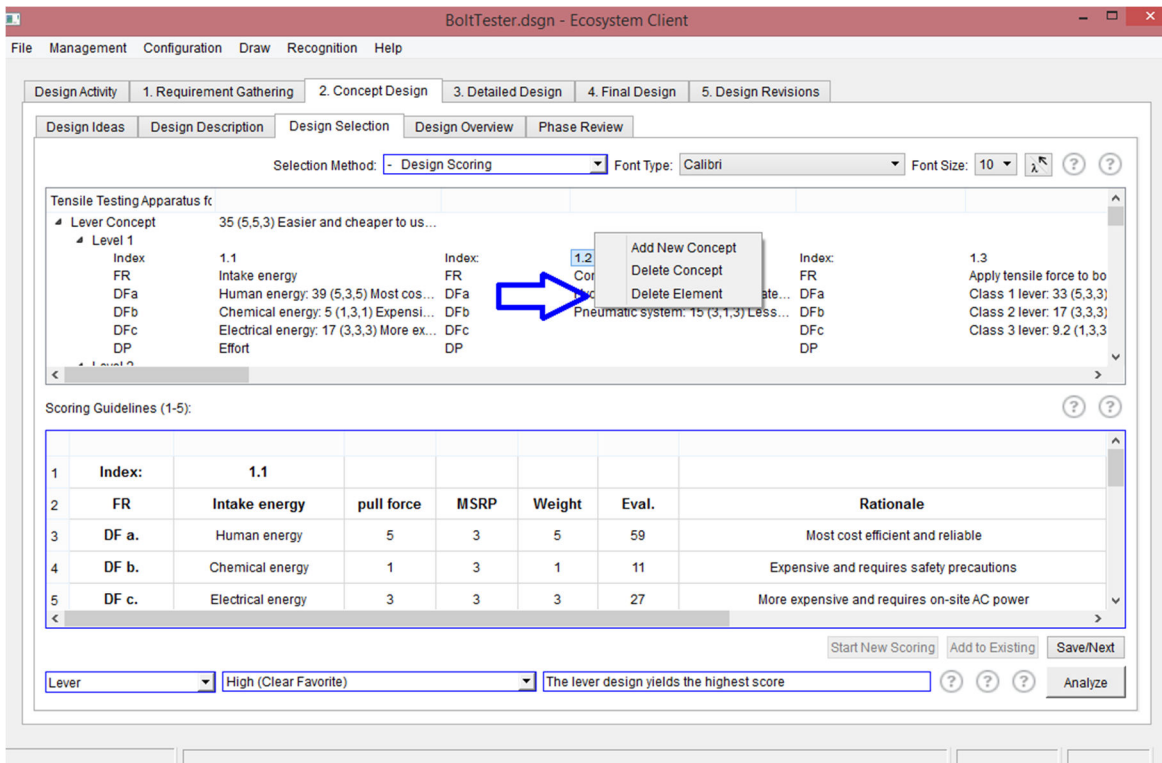 BoltTester.dsgn - Ecosystem Client
File Management Configuration Draw Recognition Help
Design Activity 1. Requirement Gathering 2. Concept Design 3. Detailed Design 4. Final Design 5. Design Revisions
Design Ideas Design Description Design Selection Design Overview Phase Review
Selection Method: - Design Scoring Font Type: Calibri Font Size: 10 λ ? ?
Tensile Testing Apparatus fo
Lever Concept 35 (5,5,3) Easier and cheaper to us...
Level 1
Index 1.1 Index: 1.2 Index: 1.3
FR Intake energy FR FR Apply tensile force to bo
DFa Human energy: 39 (5,3,5) Most cos... DFa DFa Class 1 lever: 33 (5,3,3)
DFb Chemical energy: 5 (1,3,1) Expensi... DFb Pneumatic system: 15 (3,1,3) Less... DFb Class 2 lever: 17 (3,3,3)
DFc Electrical energy: 17 (3,3,3) More ex... DFc DFc Class 3 lever: 9.2 (1,3,3
DP Effort DP DP
Add New Concept
Delete Concept
Delete Element
Scoring Guidelines (1-5): ? ?
1 Index: 1.1
2 FR Intake energy pull force MSRP Weight Eval. Rationale
3 DF a. Human energy 5 3 5 59 Most cost efficient and reliable
4 DF b. Chemical energy 1 3 1 11 Expensive and requires safety precautions
5 DF c. Electrical energy 3 3 3 27 More expensive and requires on-site AC power
Start New Scoring Add to Existing Save/Next
Lever High (Clear Favorite) The lever design yields the highest score ? ? ? Analyze